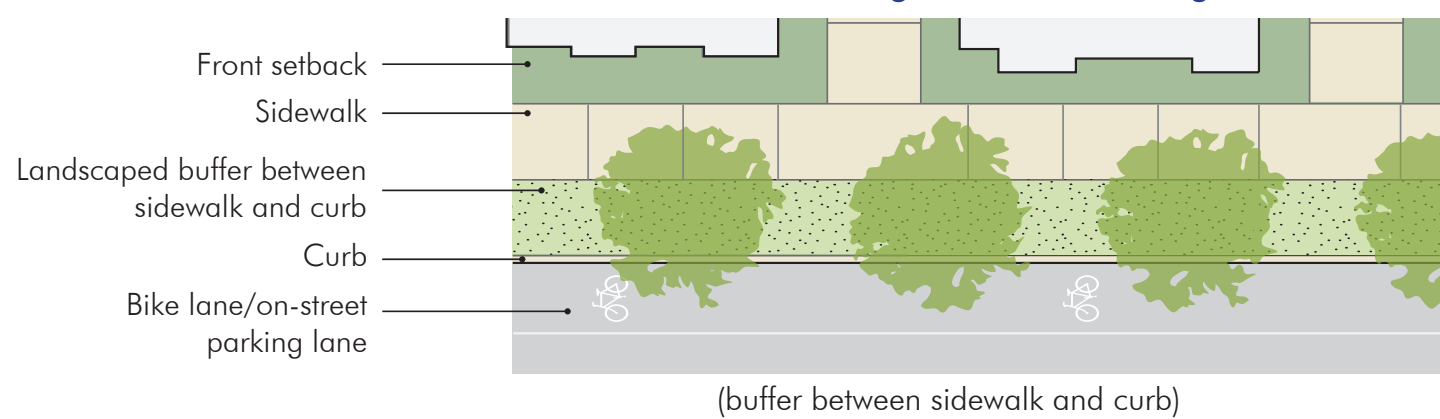 Front setback
Sidewalk
Landscaped buffer between
sidewalk and curb
Curb
Bike lane/on-street
parking lane
(buffer between sidewalk and curb)